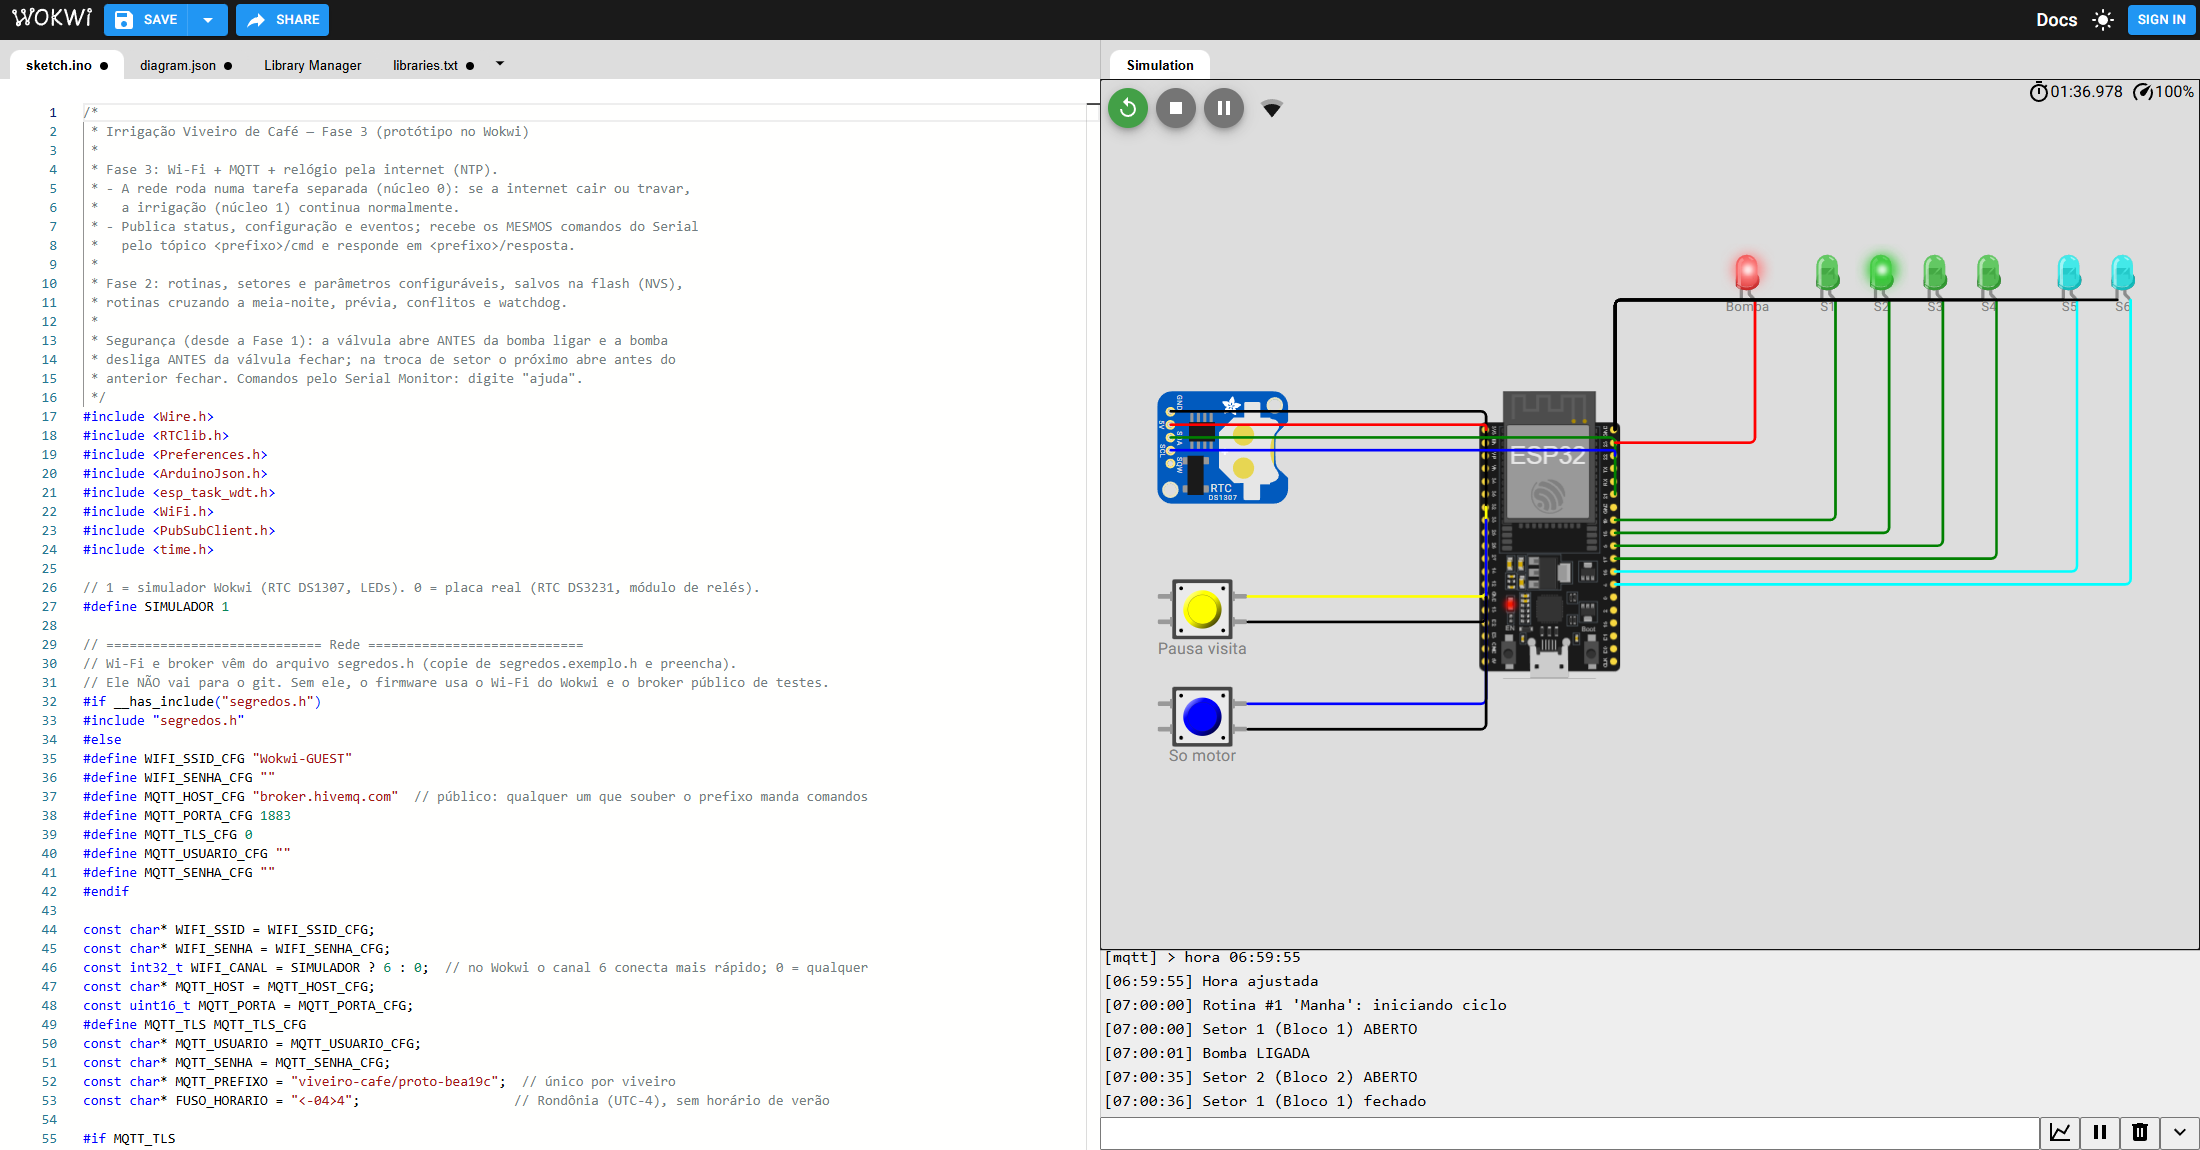 WOKWI
SAVE
SHARE
Docs
SIGN IN
sketch.ino
diagram.json
Library Manager
libraries.txt
Simulation
1 /*
2 * Irrigação Viveiro de Café — Fase 3 (protótipo no Wokwi)
3 *
4 * Fase 3: Wi-Fi + MQTT + relógio pela internet (NTP).
5 * - A rede roda numa tarefa separada (núcleo 0): se a internet cair ou travar,
6 *   a irrigação (núcleo 1) continua normalmente.
7 * - Publica status, configuração e eventos; recebe os MESMOS comandos do Serial
8 *   pelo tópico <prefixo>/cmd e responde em <prefixo>/resposta.
9 *
10 * Fase 2: rotinas, setores e parâmetros configuráveis, salvos na flash (NVS),
11 * rotinas cruzando a meia-noite, prévia, conflitos e watchdog.
12 *
13 * Segurança (desde a Fase 1): a válvula abre ANTES da bomba ligar e a bomba
14 * desliga ANTES da válvula fechar; na troca de setor o próximo abre antes do
15 * anterior fechar. Comandos pelo Serial Monitor: digite "ajuda".
16 */
17 #include <Wire.h>
18 #include <RTClib.h>
19 #include <Preferences.h>
20 #include <ArduinoJson.h>
21 #include <esp_task_wdt.h>
22 #include <WiFi.h>
23 #include <PubSubClient.h>
24 #include <time.h>
25
26 // 1 = simulador Wokwi (RTC DS1307, LEDs). 0 = placa real (RTC DS3231, módulo de relés).
27 #define SIMULADOR 1
28
29 // ============================ Rede ============================
30 // Wi-Fi e broker vêm do arquivo segredos.h (copie de segredos.exemplo.h e preencha).
31 // Ele NÃO vai para o git. Sem ele, o firmware usa o Wi-Fi do Wokwi e o broker público de testes.
32 #if __has_include("segredos.h")
33 #include "segredos.h"
34 #else
35 #define WIFI_SSID_CFG "Wokwi-GUEST"
36 #define WIFI_SENHA_CFG ""
37 #define MQTT_HOST_CFG "broker.hivemq.com"  // público: qualquer um que souber o prefixo manda comandos
38 #define MQTT_PORTA_CFG 1883
39 #define MQTT_TLS_CFG 0
40 #define MQTT_USUARIO_CFG ""
41 #define MQTT_SENHA_CFG ""
42 #endif
43
44 const char* WIFI_SSID = WIFI_SSID_CFG;
45 const char* WIFI_SENHA = WIFI_SENHA_CFG;
46 const int32_t WIFI_CANAL = SIMULADOR ? 6 : 0;  // no Wokwi o canal 6 conecta mais rápido; 0 = qualquer
47 const char* MQTT_HOST = MQTT_HOST_CFG;
48 const uint16_t MQTT_PORTA = MQTT_PORTA_CFG;
49 #define MQTT_TLS MQTT_TLS_CFG
50 const char* MQTT_USUARIO = MQTT_USUARIO_CFG;
51 const char* MQTT_SENHA = MQTT_SENHA_CFG;
52 const char* MQTT_PREFIXO = "viveiro-cafe/proto-bea19c";  // único por viveiro
53 const char* FUSO_HORARIO = "<-04>4";                    // Rondônia (UTC-4), sem horário de verão
54
55 #if MQTT_TLS
01:36.978
100%
Bomba
S1
S2
S3
S4
S5
S6
GND
5V
SDA
SCL
SQW
RTC
DS1307
ESP32
EN
Boot
Pausa visita
So motor
[mqtt] > hora 06:59:55
[06:59:55] Hora ajustada
[07:00:00] Rotina #1 'Manha': iniciando ciclo
[07:00:00] Setor 1 (Bloco 1) ABERTO
[07:00:01] Bomba LIGADA
[07:00:35] Setor 2 (Bloco 2) ABERTO
[07:00:36] Setor 1 (Bloco 1) fechado